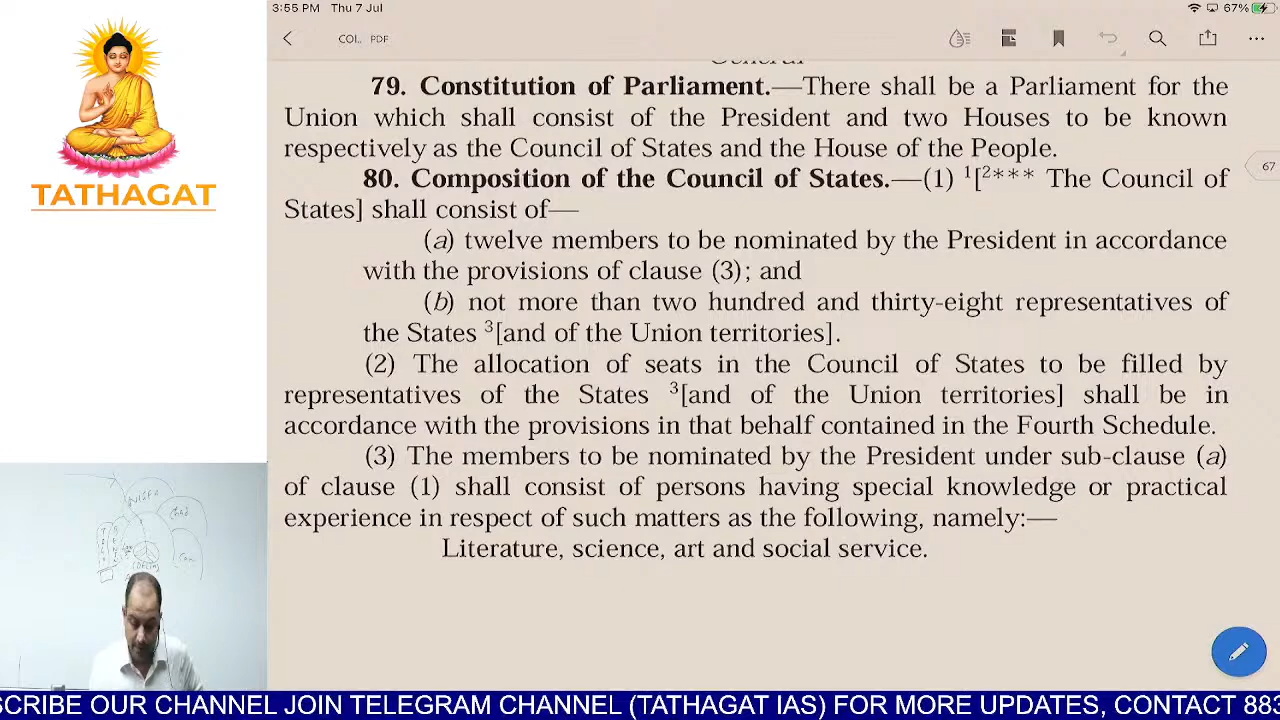 3:55 PM Thu 7 Jul
67%
COI.. PDF
TATHAGAT
General
79. Constitution of Parliament.—There shall be a Parliament for the
Union which shall consist of the President and two Houses to be known
respectively as the Council of States and the House of the People.
67
80. Composition of the Council of States.—(1) ¹[²*** The Council of
States] shall consist of—
(a) twelve members to be nominated by the President in accordance
with the provisions of clause (3); and
(b) not more than two hundred and thirty-eight representatives of
the States ³[and of the Union territories].
(2) The allocation of seats in the Council of States to be filled by
representatives of the States ³[and of the Union territories] shall be in
accordance with the provisions in that behalf contained in the Fourth Schedule.
(3) The members to be nominated by the President under sub-clause (a)
of clause (1) shall consist of persons having special knowledge or practical
experience in respect of such matters as the following, namely:—
Literature, science, art and social service.
SCRIBE OUR CHANNEL JOIN TELEGRAM CHANNEL (TATHAGAT IAS) FOR MORE UPDATES, CONTACT 883